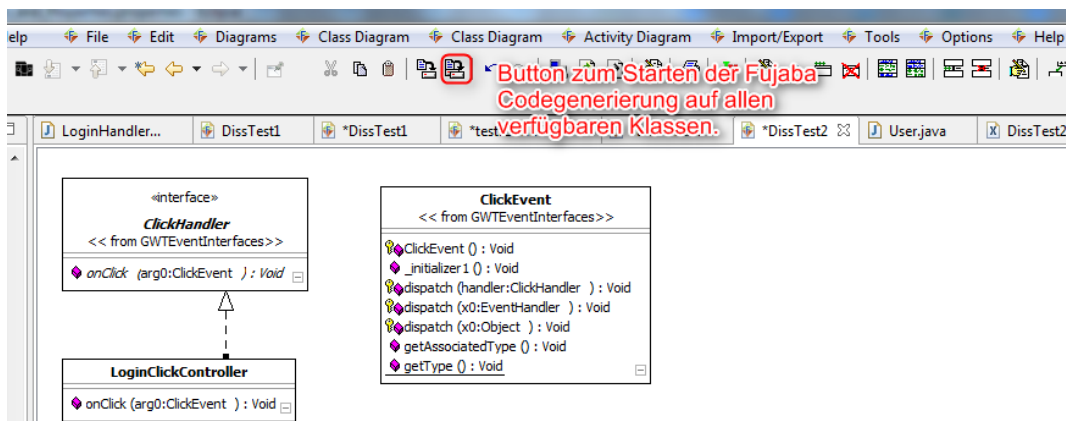 elp File Edit Diagrams Class Diagram Class Diagram Activity Diagram Import/Export Tools Options Help
Button zum Starten der Fujaba
Codegenerierung auf allen
verfügbaren Klassen.
LoginHandler... DissTest1 *DissTest1 *test. *DissTest2 User.java DissTest2
«interface»
ClickHandler
<< from GWTEventInterfaces>>
onClick (arg0:ClickEvent ) : Void
ClickEvent
<< from GWTEventInterfaces>>
ClickEvent () : Void
_initializer1 () : Void
dispatch (handler:ClickHandler ) : Void
dispatch (x0:EventHandler ) : Void
dispatch (x0:Object ) : Void
getAssociatedType () : Void
getType () : Void
LoginClickController
onClick (arg0:ClickEvent ) : Void